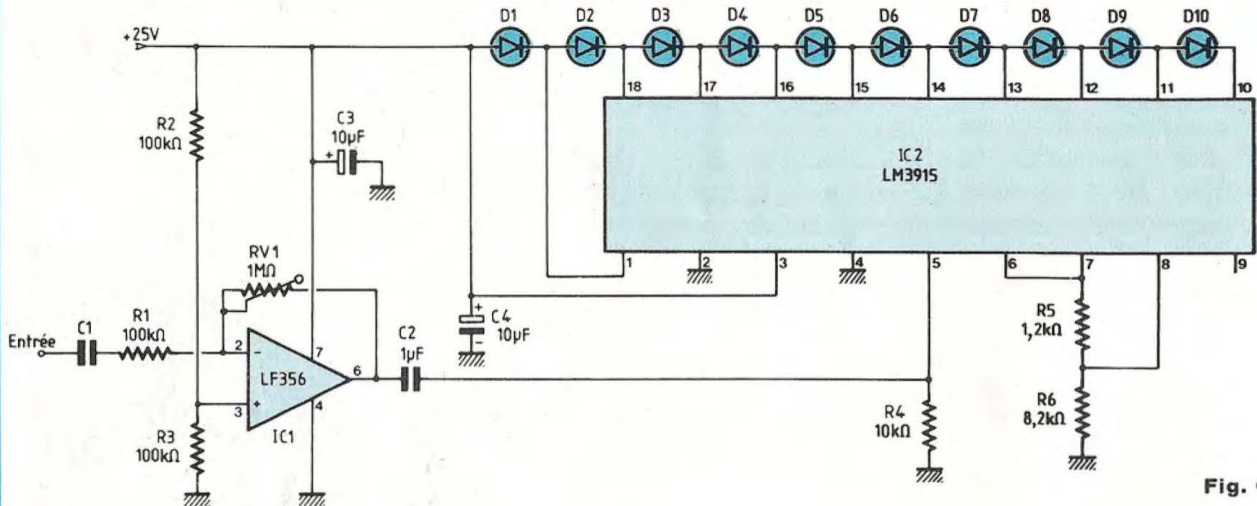 D1 D2 D3 D4 D5 D6 D7 D8 D9 D10
+25V
18 17 16 15 14 13 12 11 10
R2
100kΩ
C3
10µF
+
IC2
LM3915
RV1
1MΩ
1 2 3 4 5 6 7 8 9
Entrée
C1
R1
100kΩ
2
-
LF356
7
6
4
3
+
IC1
C2
1µF
+
C4
10µF
-
R5
1,2kΩ
R3
100kΩ
R4
10kΩ
R6
8,2kΩ
Fig.